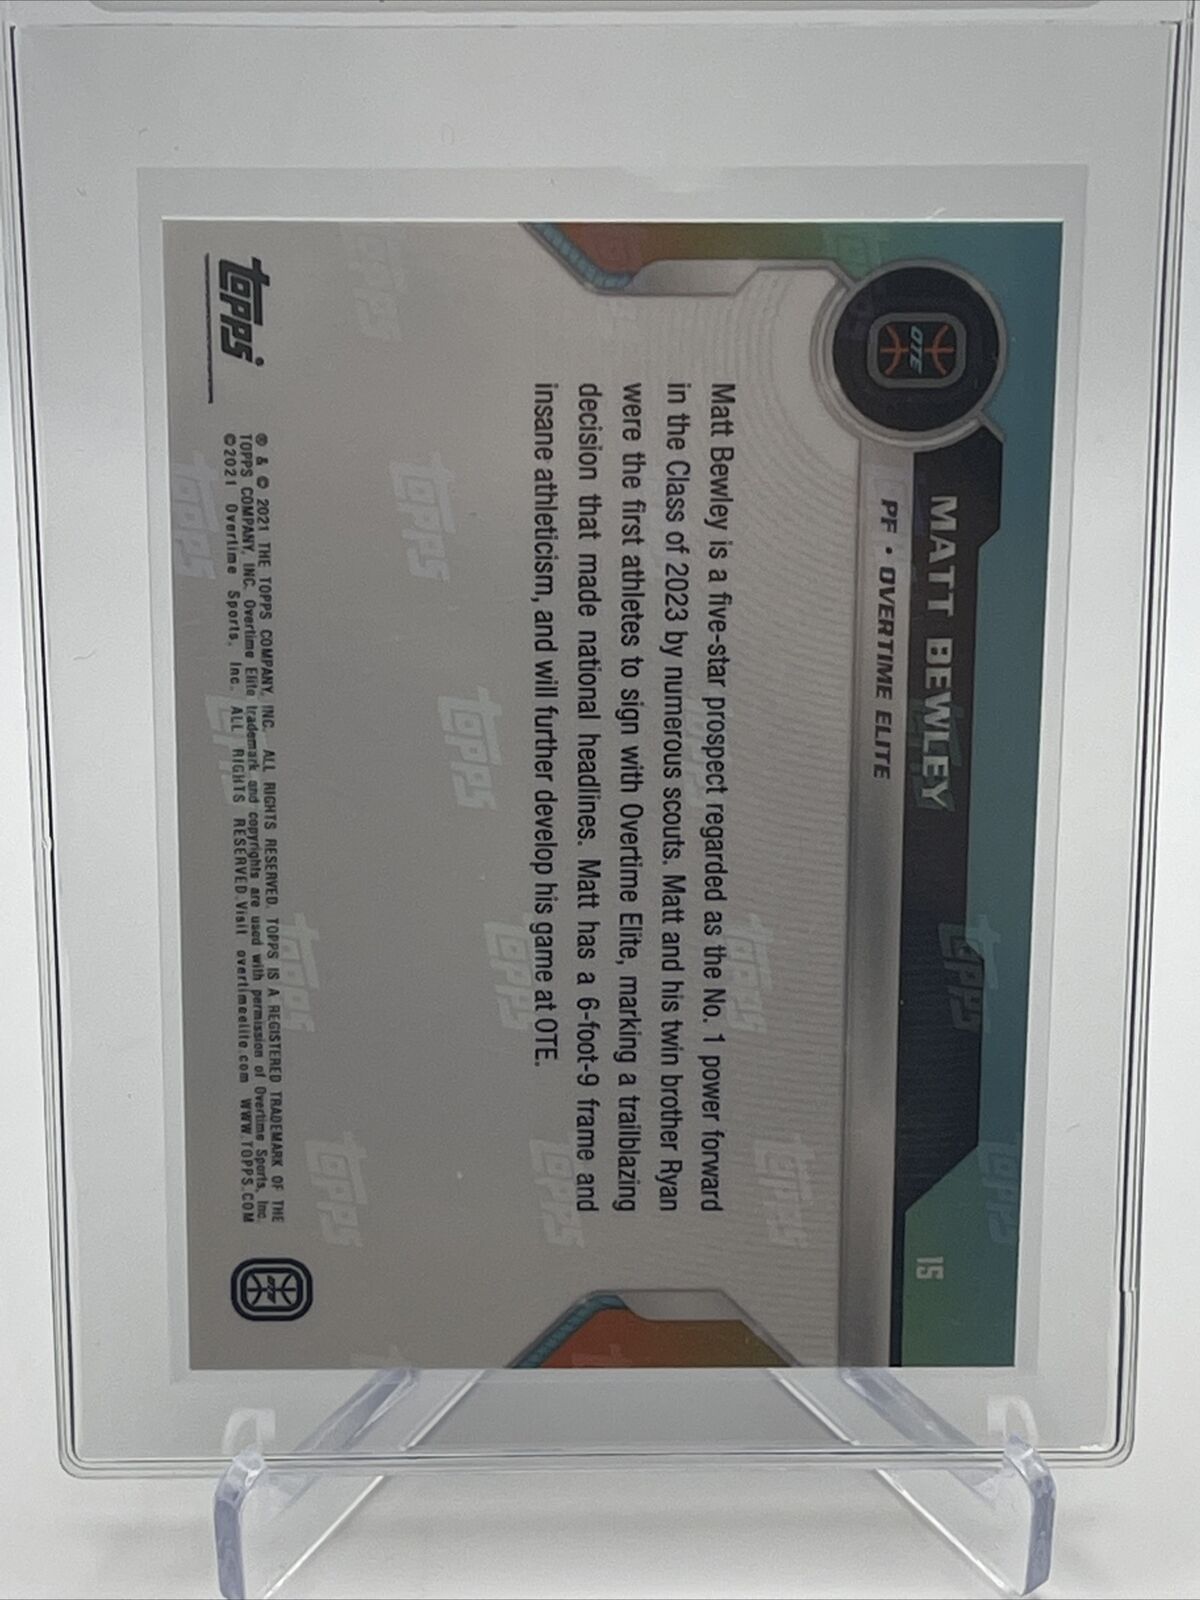 OTE
MATT BEWLEY
15
PF • OVERTIME ELITE
Matt Bewley is a five-star prospect regarded as the No. 1 power forward
in the Class of 2023 by numerous scouts. Matt and his twin brother Ryan
were the first athletes to sign with Overtime Elite, marking a trailblazing
decision that made national headlines. Matt has a 6-foot-9 frame and
insane athleticism, and will further develop his game at OTE.
topps
® & © 2021 THE TOPPS COMPANY, INC. ALL RIGHTS RESERVED. TOPPS IS A REGISTERED TRADEMARK OF THE
TOPPS COMPANY, INC. Overtime Elite trademark and copyrights are used with permission of Overtime Sports, Inc.
©2021 Overtime Sports, Inc. ALL RIGHTS RESERVED.Visit overtimeelite.com WWW.TOPPS.COM
OTE